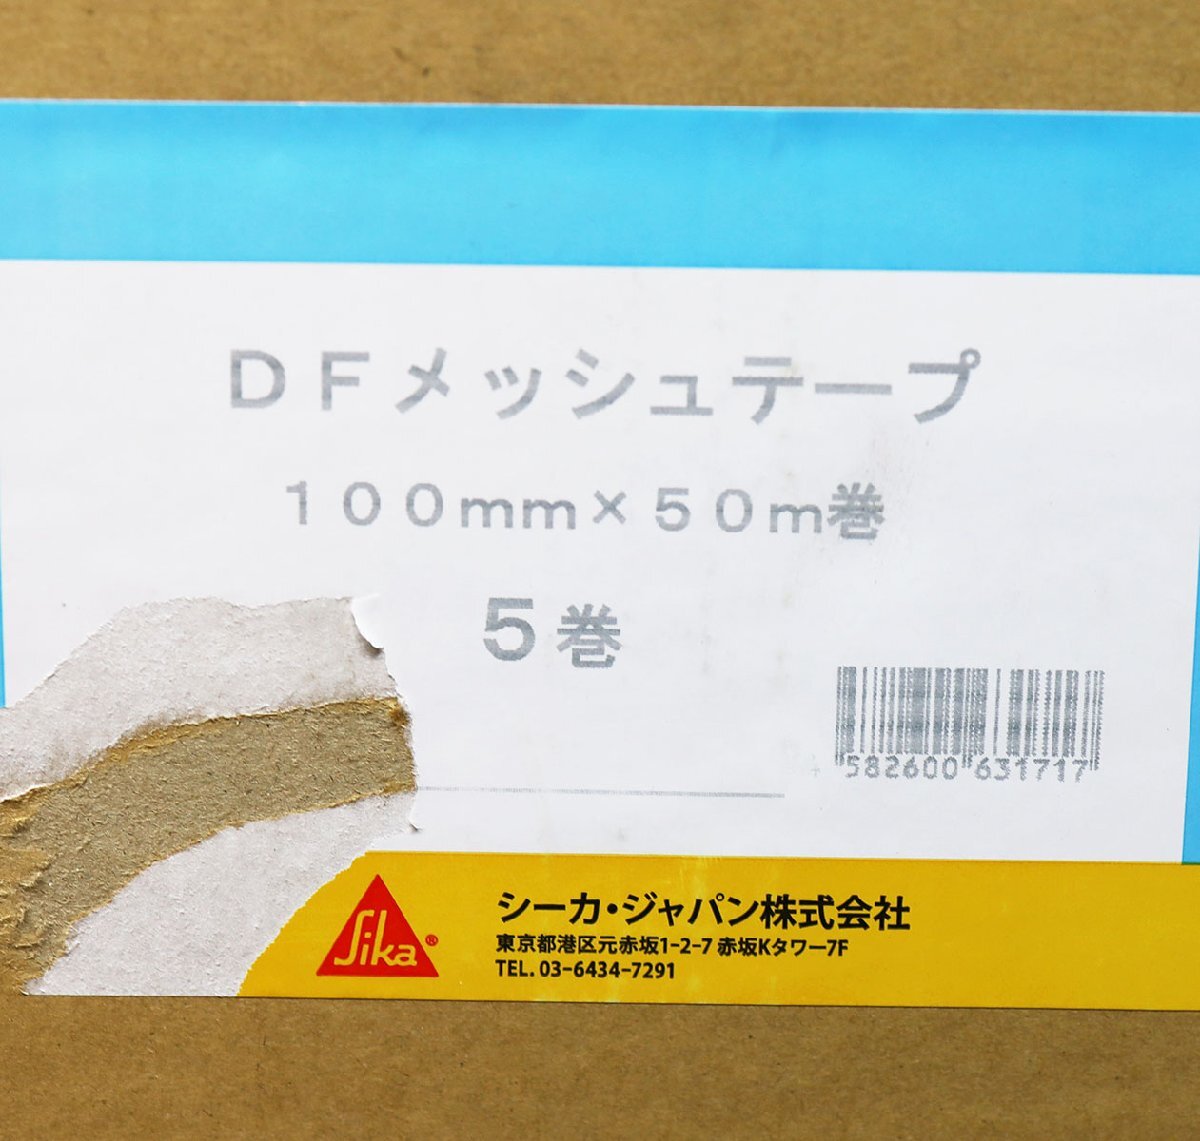 ＤＦメッシュテープ
１００mm×５０m巻
5巻
582600 631717
Sika®
シーカ・ジャパン株式会社
東京都港区元赤坂1-2-7 赤坂Kタワー7F
TEL. 03-6434-7291